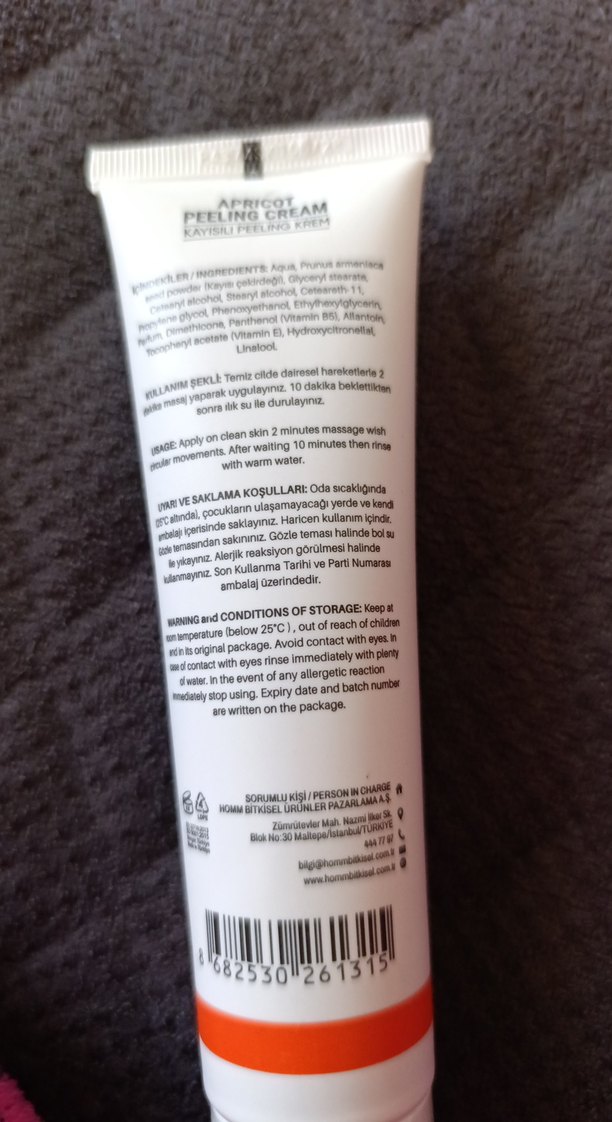 APRICOT
PEELING CREAM
KAYISILI PEELING KREM
İÇİNDEKİLER / INGREDIENTS: Aqua, Prunus armeniaca
seed powder (Kayısı çekirdeği), Glyceryl stearate,
Cetearyl alcohol, Stearyl alcohol, Ceteareth-11,
Propylene glycol, Phenoxyethanol, Ethylhexylglycerin,
Parfum, Dimethicone, Panthenol (Vitamin B5), Allantoin,
Tocopheryl acetate (Vitamin E), Hydroxycitronellal,
Linalool.
KULLANIM ŞEKLİ: Temiz cilde dairesel hareketlerle 2
dakika masaj yaparak uygulayınız. 10 dakika beklettikten
sonra ılık su ile durulayınız.
USAGE: Apply on clean skin 2 minutes massage wish
circular movements. After waiting 10 minutes then rinse
with warm water.
UYARI VE SAKLAMA KOŞULLARI: Oda sıcaklığında
(25°C altında), çocukların ulaşamayacağı yerde ve kendi
ambalajı içerisinde saklayınız. Haricen kullanım içindir.
Gözle temasından sakınınız. Gözle teması halinde bol su
ile yıkayınız. Alerjik reaksiyon görülmesi halinde
kullanmayınız. Son Kullanma Tarihi ve Parti Numarası
ambalaj üzerindedir.
WARNING and CONDITIONS OF STORAGE: Keep at
room temperature (below 25°C ), out of reach of children
and in its original package. Avoid contact with eyes. In
case of contact with eyes rinse immediately with plenty
of water. In the event of any allergetic reaction
immediately stop using. Expiry date and batch number
are written on the package.
SORUMLU KİŞİ / PERSON IN CHARGE
HOMM BİTKİSEL ÜRÜNLER PAZARLAMA A.Ş.
Zümrütevler Mah. Nazmi İlker Sk.
Blok No:30 Maltepe/İstanbul/TÜRKİYE
444 77 97
bilgi@hommbitkisel.com.tr
www.hommbitkisel.com.tr
LDPE
8 682530 261315